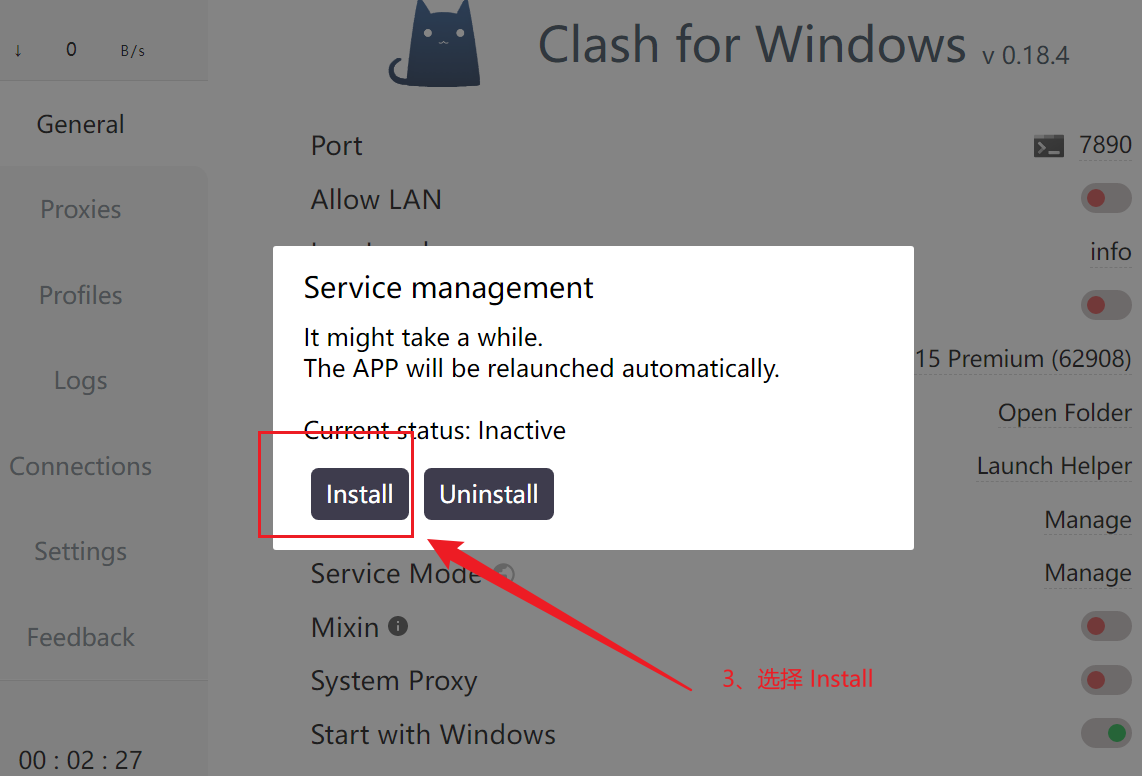 ↓ 0 B/s
Clash for Windows v 0.18.4
General
Port 7890
Proxies
Allow LAN
info
Service management
Profiles
It might take a while.
15 Premium (62908)
The APP will be relaunched automatically.
Logs
Open Folder
Current status: Inactive
Connections
Launch Helper
Install Uninstall
Manage
Settings
Service Mode Manage
Mixin
Feedback
System Proxy
3、选择 Install
Start with Windows
00 : 02 : 27